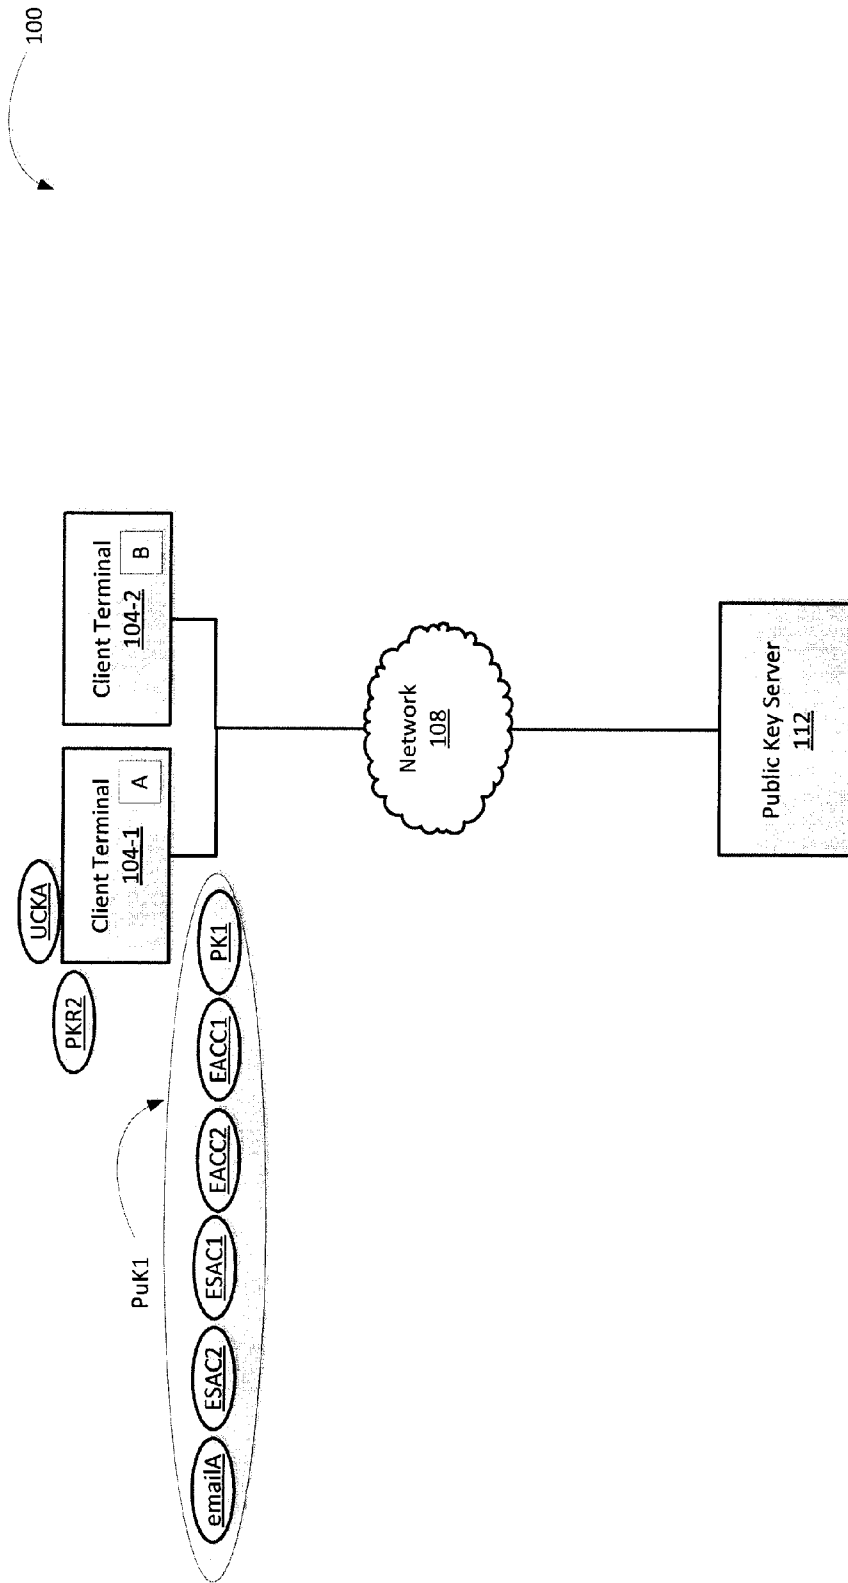 100
UCKA
PKR2
Client Terminal
104-1
A
Client Terminal
104-2
B
PuK1
emailA
ESAC2
ESAC1
EACC2
EACC1
PK1
Network
108
Public Key Server
112